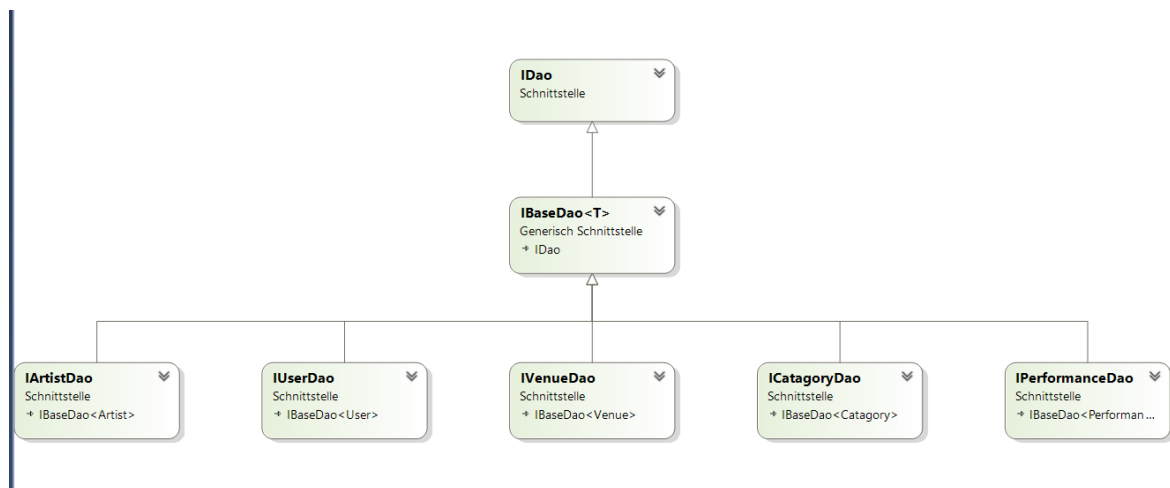 IDao
Schnittstelle
IBaseDao<T>
Generisch Schnittstelle
IDao
IArtistDao
Schnittstelle
IBaseDao<Artist>
IUserDao
Schnittstelle
IBaseDao<User>
IVenueDao
Schnittstelle
IBaseDao<Venue>
ICatagoryDao
Schnittstelle
IBaseDao<Catagory>
IPerformanceDao
Schnittstelle
IBaseDao<Performan...